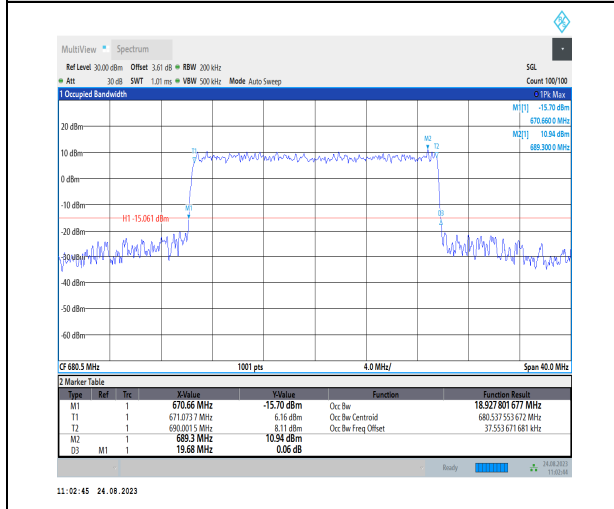 MultiView Spectrum
Ref Level 30.00 dBm Offset 3.61 dB RBW 200 kHz SGL
Att 30 dB SWT 1.01 ms VBW 500 kHz Mode Auto Sweep Count 100/100
1 Occupied Bandwidth 1Pk Max
M1[1] -15.70 dBm
670.660 0 MHz
M2[1] 10.94 dBm
689.300 0 MHz
20 dBm
M2
T1
T2
10 dBm
0 dBm
-10 dBm
M1
D3
H1 -15.061 dBm
-20 dBm
-30 dBm
-40 dBm
-50 dBm
-60 dBm
CF 680.5 MHz 1001 pts 4.0 MHz/ Span 40.0 MHz
2 Marker Table
Type Ref Trc X-Value Y-Value Function Function Result
M1 1 670.66 MHz -15.70 dBm Occ Bw 18.927 801 677 MHz
T1 1 671.073 7 MHz 6.16 dBm Occ Bw Centroid 680.537 553 672 MHz
T2 1 690.001 5 MHz 8.11 dBm Occ Bw Freq Offset 37.553 671 681 kHz
M2 1 689.3 MHz 10.94 dBm
D3 M1 1 19.68 MHz 0.06 dB
Ready 24.08.2023
11:02:44
11:02:45 24.08.2023